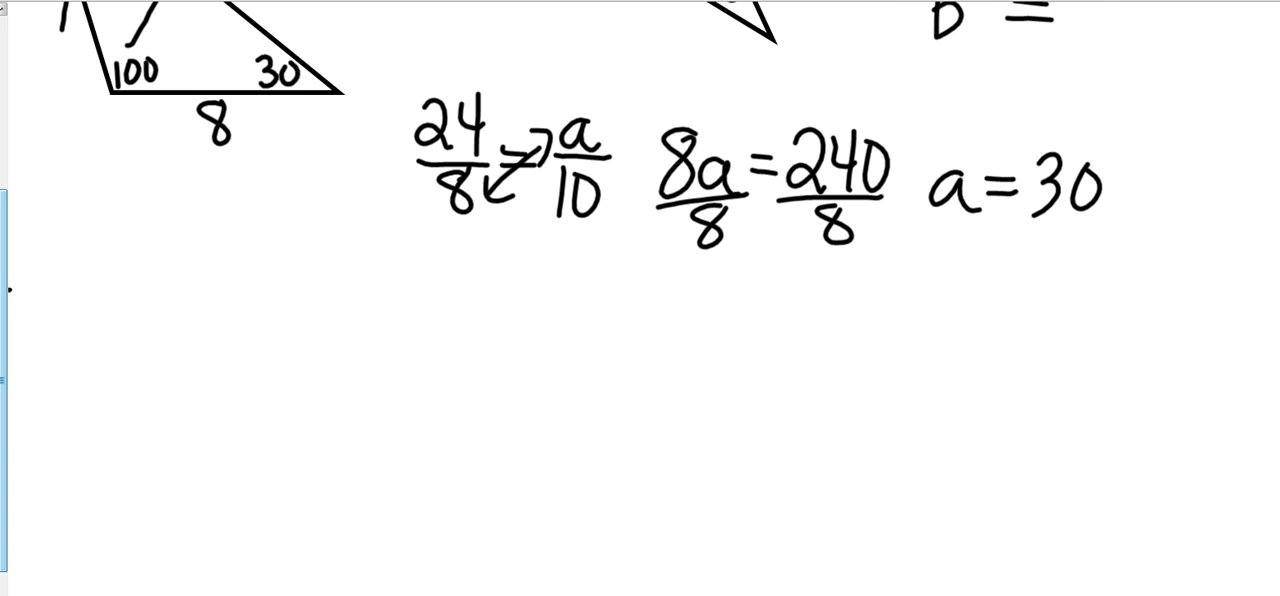 b =
100 30
8
24/8 = a/10 8a/8 = 240/8 a = 30